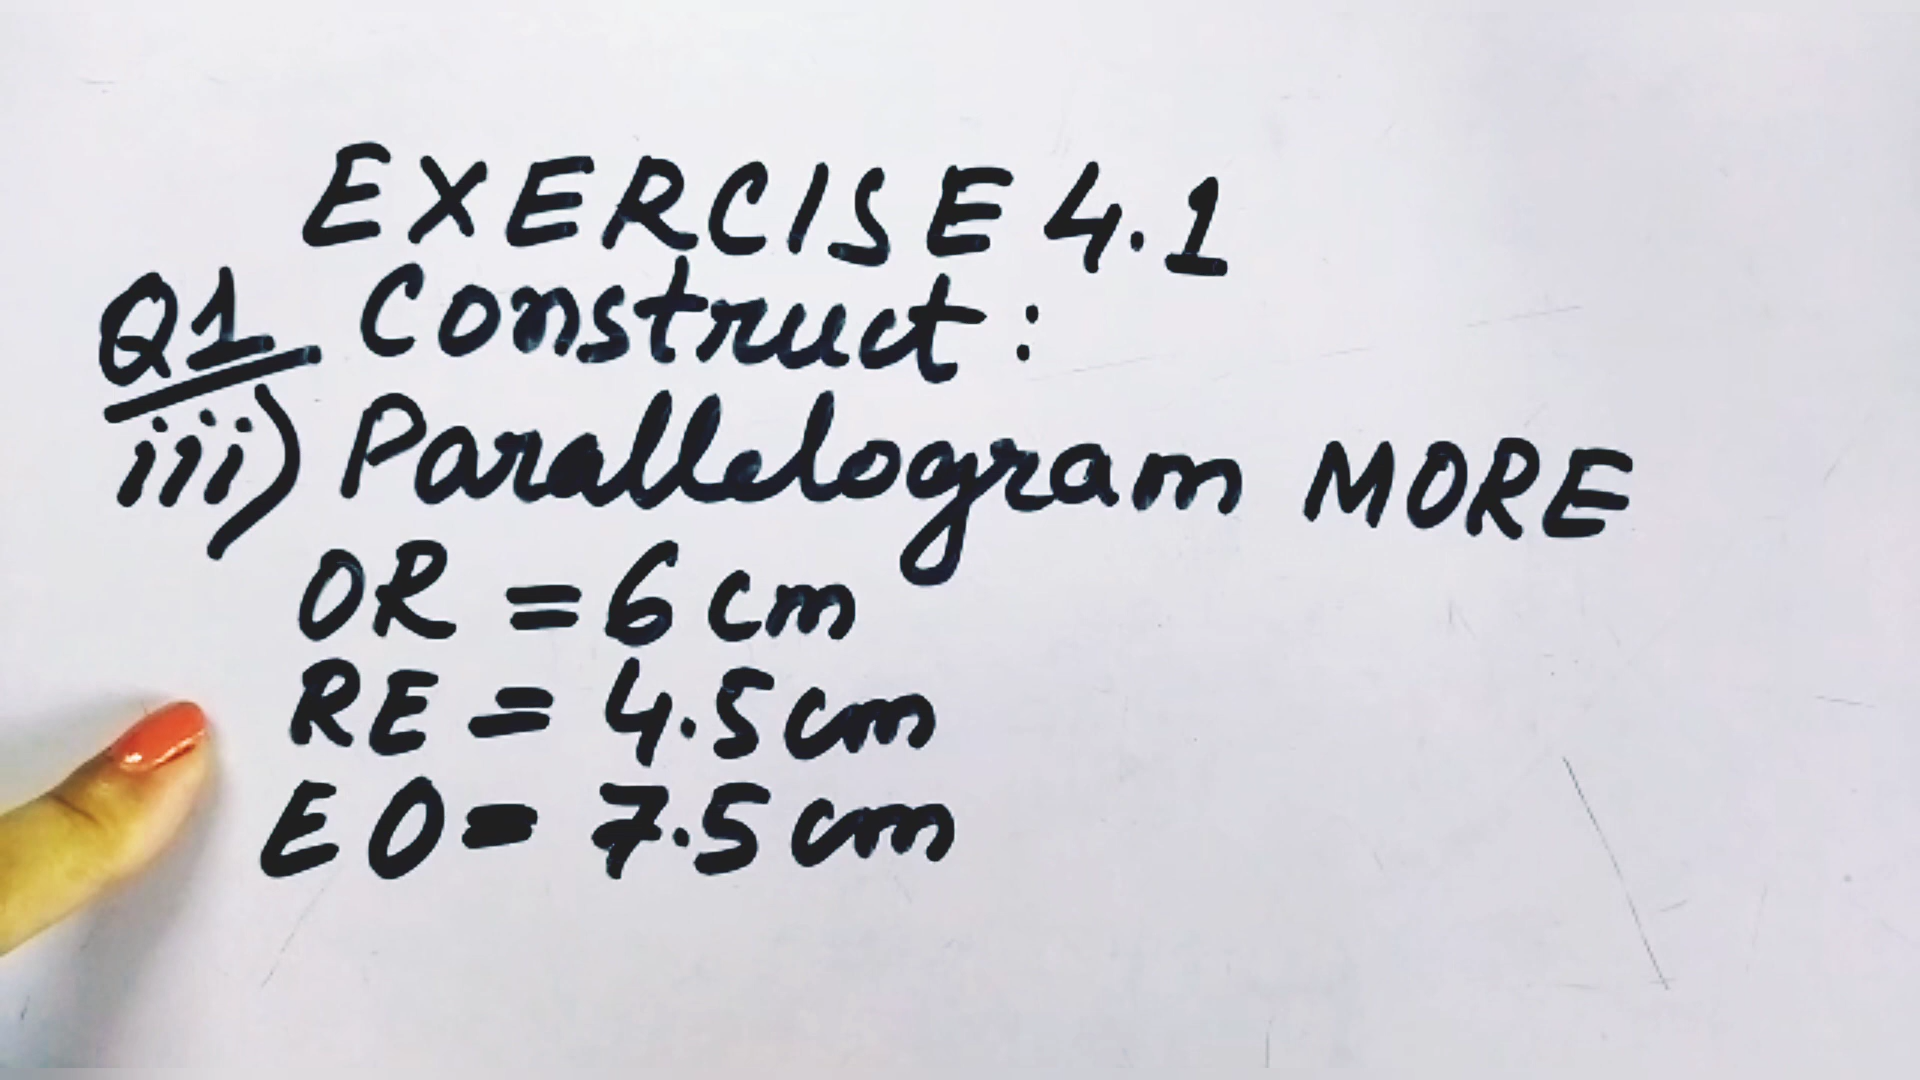 EXERCISE 4.1
Q1. Construct:
iii) Parallelogram MORE
OR = 6 cm
RE = 4.5 cm
EO = 7.5 cm